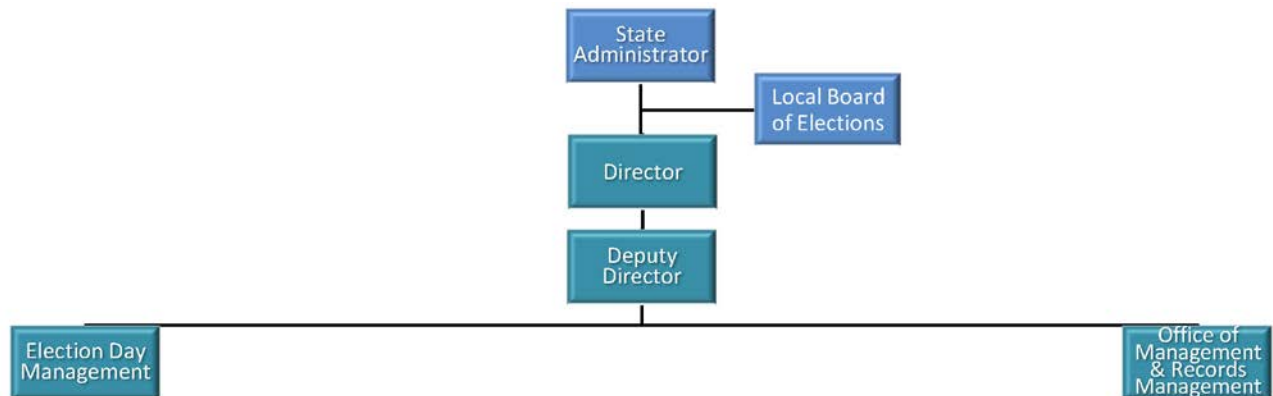 State
Administrator
Local Board
of Elections
Director
Deputy
Director
Election Day
Management
Office of
Management
& Records
Management